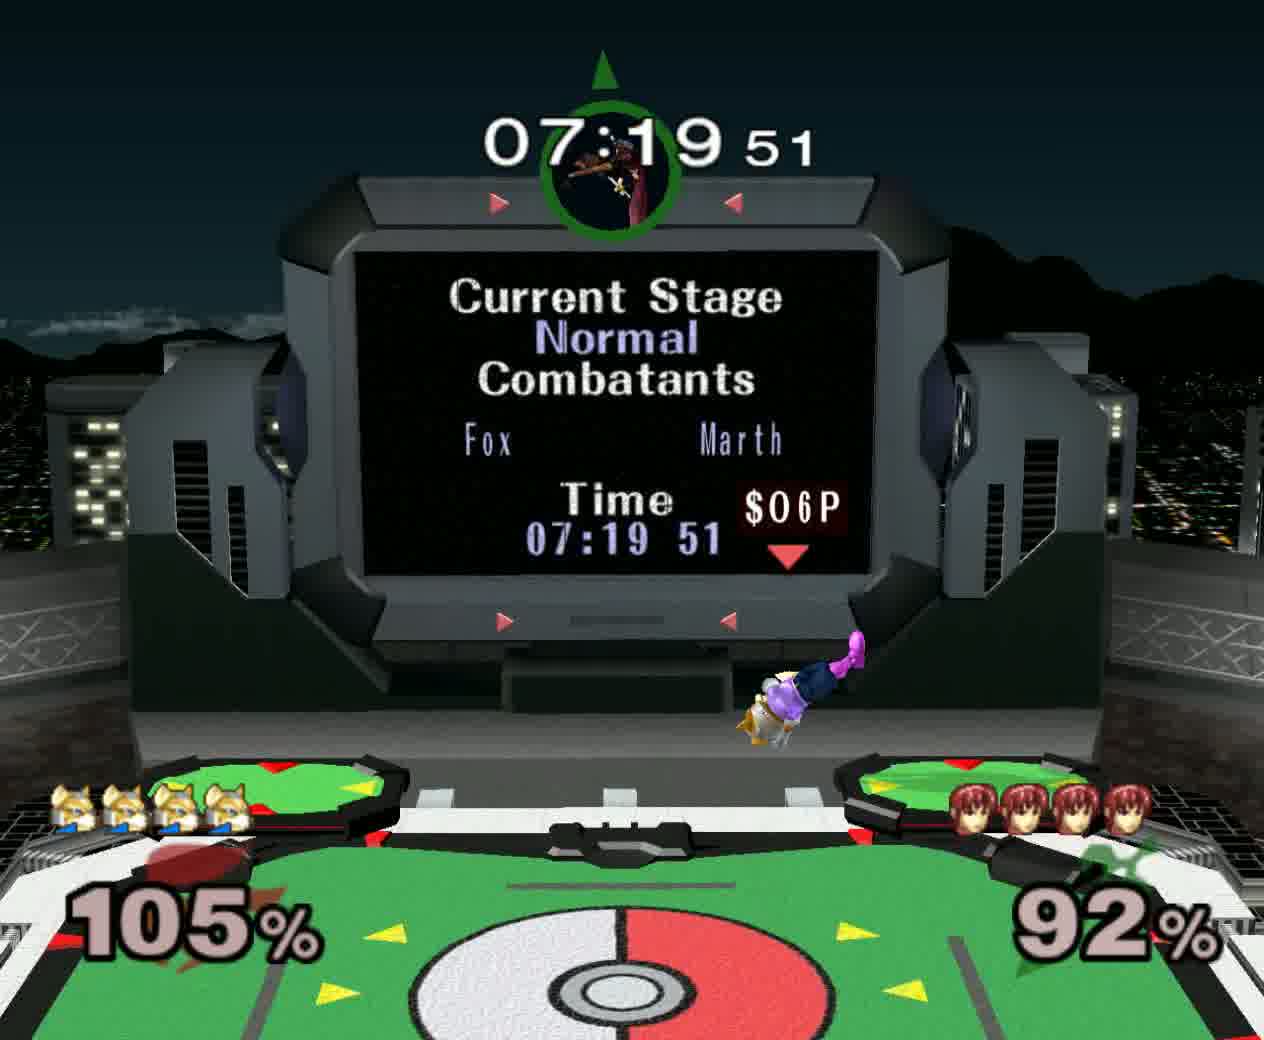 07:19 51
Current Stage
Normal
Combatants
Fox Marth
Time
$06P
07:19 51
105%
92%